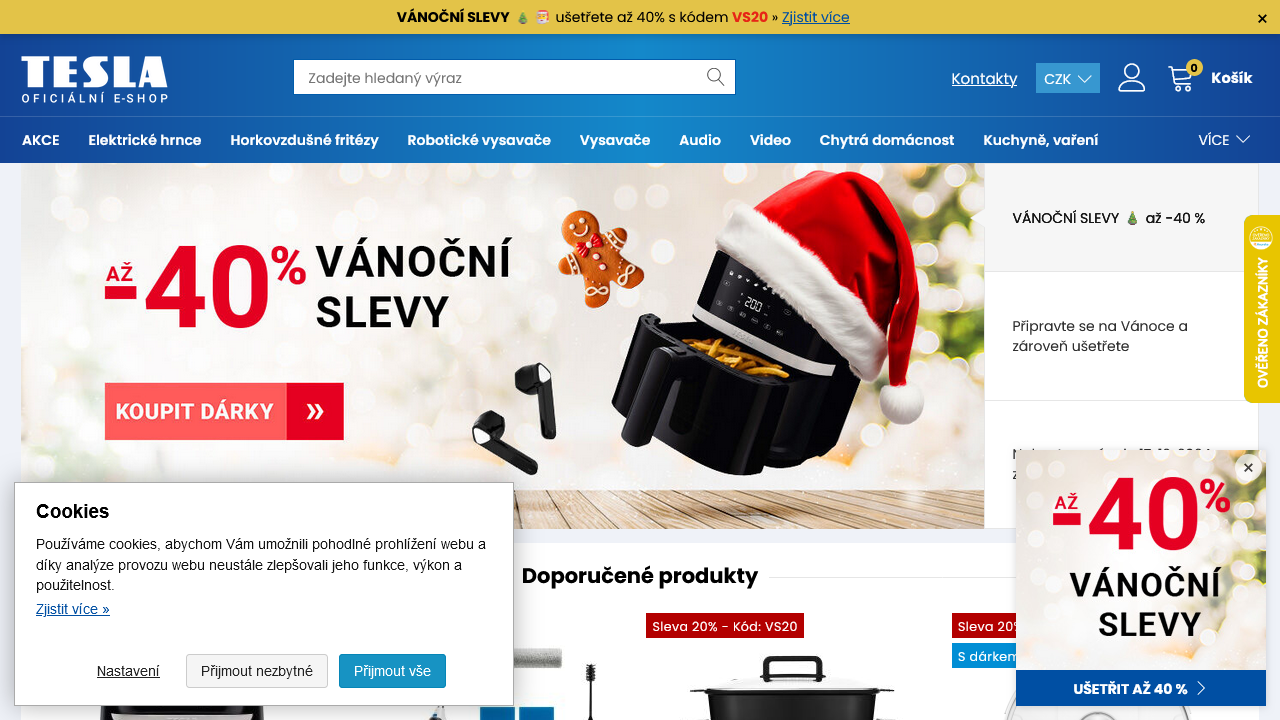 VÁNOČNÍ SLEVY 🎄 🎅 ušetřete až 40% s kódem VS20 » Zjistit více
×
TESLA
OFICIÁLNÍ E-SHOP
Zadejte hledaný výraz
Kontakty
CZK
0
Košík
AKCE Elektrické hrnce Horkovzdušné fritézy Robotické vysavače Vysavače Audio Video Chytrá domácnost Kuchyně, vaření VÍCE
AŽ
-40%
VÁNOČNÍ
SLEVY
KOUPIT DÁRKY »
200
VÁNOČNÍ SLEVY 🎄 až -40 %
Připravte se na Vánoce a
zároveň ušetřete
OVĚŘENO ZÁKAZNÍKY
×
AŽ
-40%
VÁNOČNÍ
SLEVY
UŠETŘIT AŽ 40 %
Cookies
Používáme cookies, abychom Vám umožnili pohodlné prohlížení webu a
díky analýze provozu webu neustále zlepšovali jeho funkce, výkon a
použitelnost.
Zjistit více »
Nastavení
Přijmout nezbytné
Přijmout vše
Doporučené produkty
Sleva 20% - Kód: VS20
Sleva 20%
S dárkem